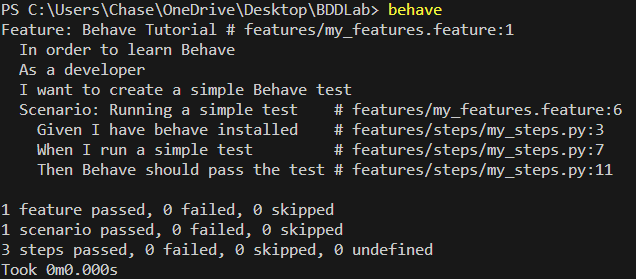 PS C:\Users\Chase\OneDrive\Desktop\BDDLab> behave
Feature: Behave Tutorial # features/my_features.feature:1
  In order to learn Behave
  As a developer
  I want to create a simple Behave test
  Scenario: Running a simple test    # features/my_features.feature:6
    Given I have behave installed    # features/steps/my_steps.py:3
    When I run a simple test         # features/steps/my_steps.py:7
    Then Behave should pass the test # features/steps/my_steps.py:11

1 feature passed, 0 failed, 0 skipped
1 scenario passed, 0 failed, 0 skipped
3 steps passed, 0 failed, 0 skipped, 0 undefined
Took 0m0.000s